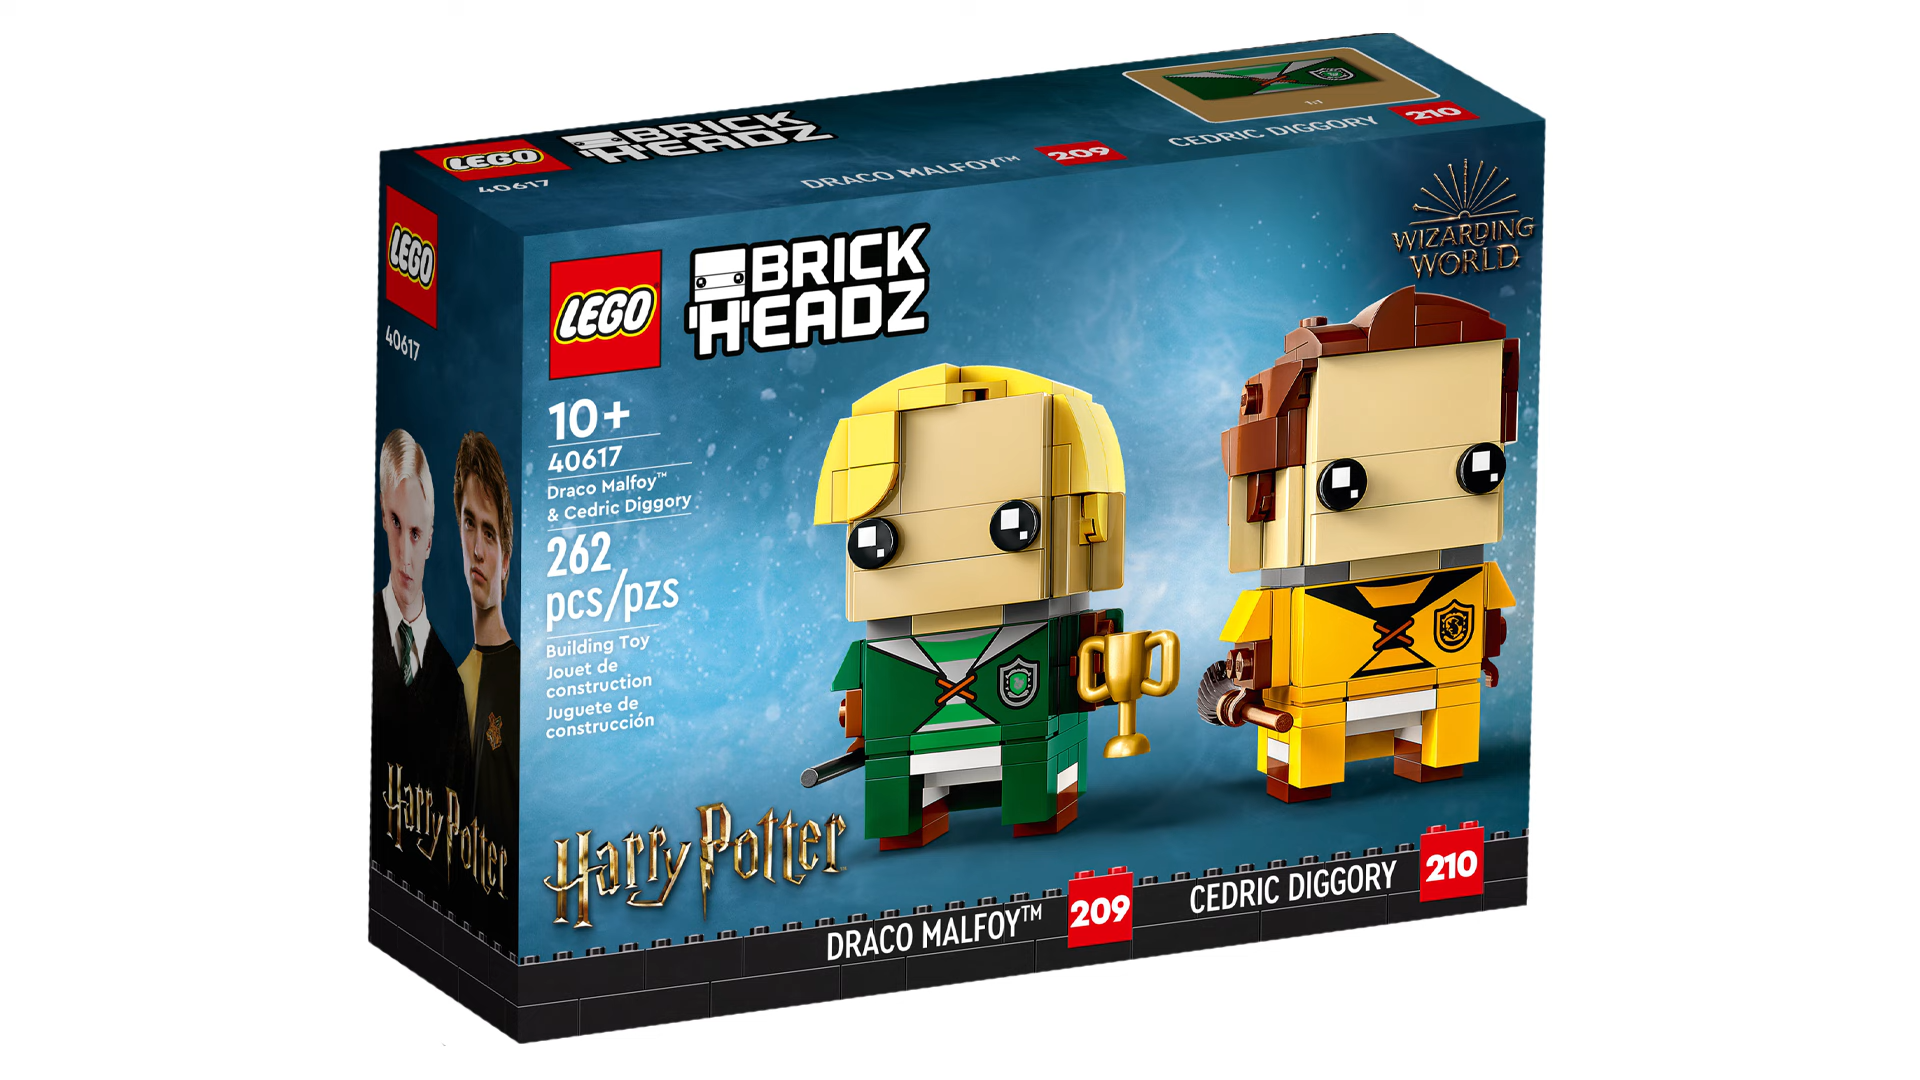 LEGO
BRICK
HEADZ
40617
DRACO MALFOY™
209
CEDRIC DIGGORY
210
1:1
LEGO
40617
Harry Potter
LEGO
BRICK
HEADZ
WIZARDING
WORLD
10+
40617
Draco Malfoy™
& Cedric Diggory
262
pcs/pzs
Building Toy
Jouet de
construction
Juguete de
construcción
Harry Potter
DRACO MALFOY™
209
CEDRIC DIGGORY
210